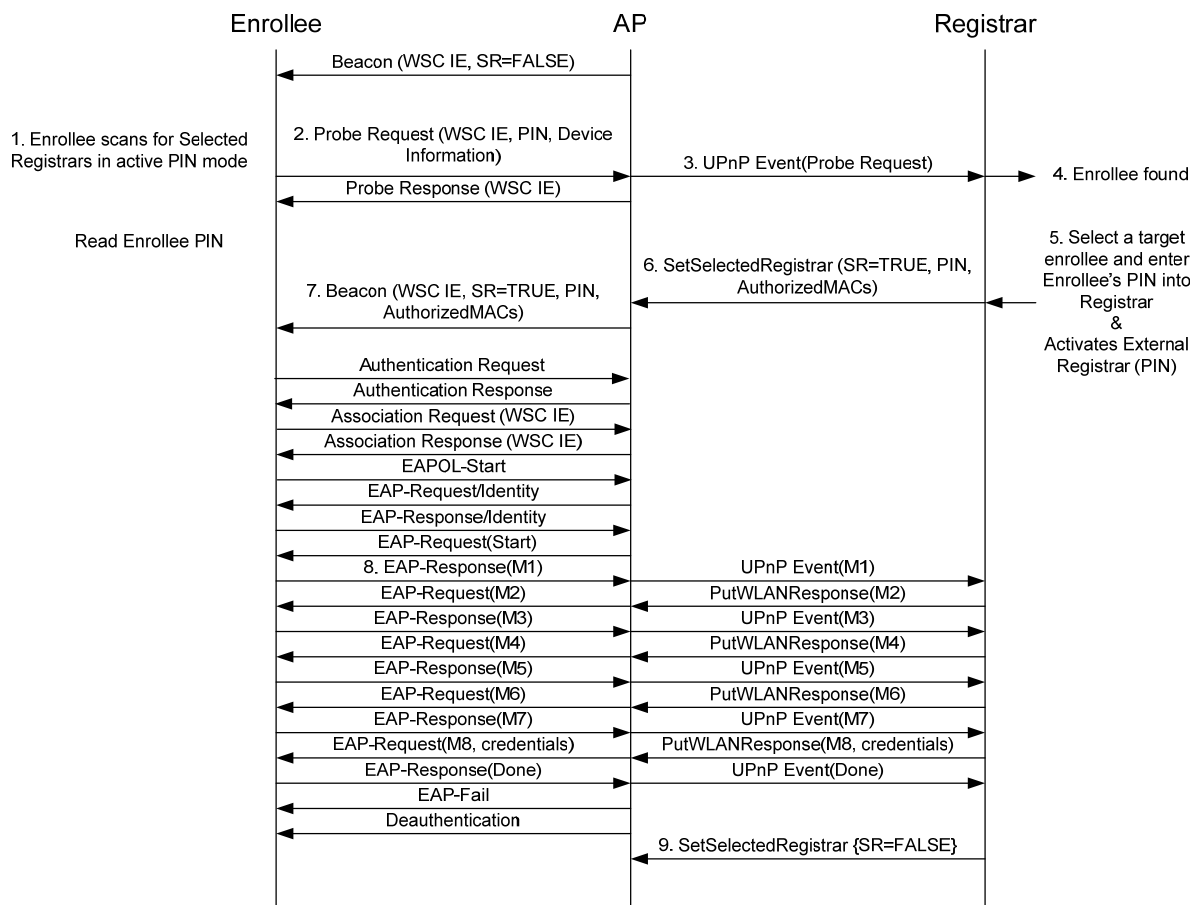 Enrollee
AP
Registrar
Beacon (WSC IE, SR=FALSE)
1. Enrollee scans for Selected
Registrars in active PIN mode
2. Probe Request (WSC IE, PIN, Device
Information)
3. UPnP Event(Probe Request)
4. Enrollee found
Probe Response (WSC IE)
Read Enrollee PIN
5. Select a target
enrollee and enter
Enrollee's PIN into
Registrar
&
Activates External
Registrar (PIN)
6. SetSelectedRegistrar (SR=TRUE, PIN,
AuthorizedMACs)
7. Beacon (WSC IE, SR=TRUE, PIN,
AuthorizedMACs)
Authentication Request
Authentication Response
Association Request (WSC IE)
Association Response (WSC IE)
EAPOL-Start
EAP-Request/Identity
EAP-Response/Identity
EAP-Request(Start)
8. EAP-Response(M1)
UPnP Event(M1)
EAP-Request(M2)
PutWLANResponse(M2)
EAP-Response(M3)
UPnP Event(M3)
EAP-Request(M4)
PutWLANResponse(M4)
EAP-Response(M5)
UPnP Event(M5)
EAP-Request(M6)
PutWLANResponse(M6)
EAP-Response(M7)
UPnP Event(M7)
EAP-Request(M8, credentials)
PutWLANResponse(M8, credentials)
EAP-Response(Done)
UPnP Event(Done)
EAP-Fail
Deauthentication
9. SetSelectedRegistrar {SR=FALSE}